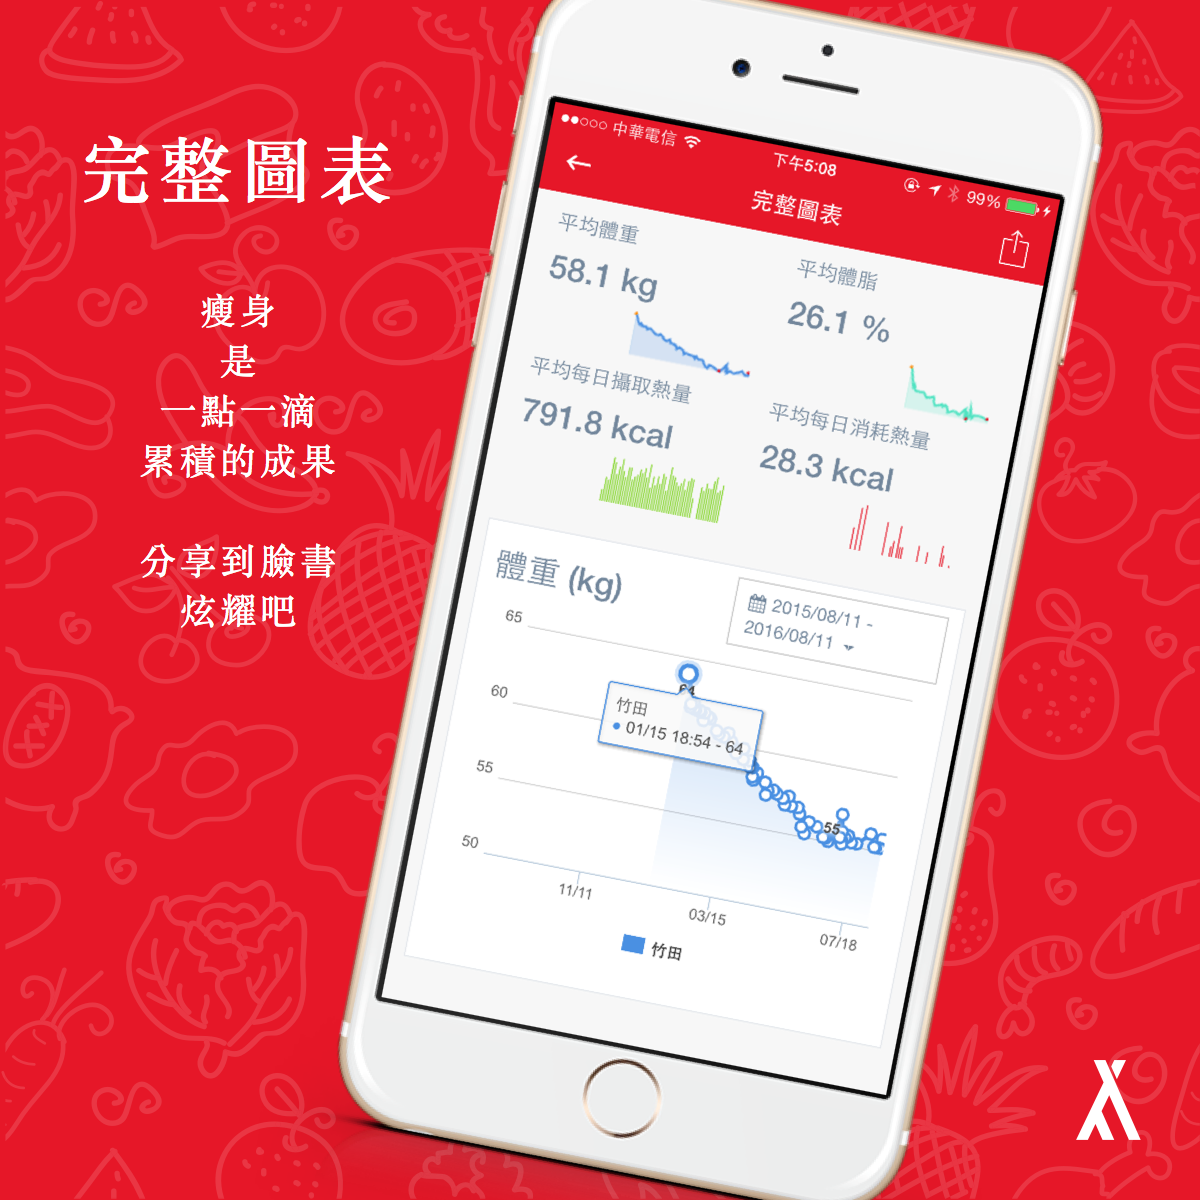 完整圖表
瘦身
是
一點一滴
累積的成果
分享到臉書
炫耀吧
中華電信
下午5:08
99%
完整圖表
平均體重
58.1 kg
平均體脂
26.1 %
平均每日攝取熱量
791.8 kcal
平均每日消耗熱量
28.3 kcal
體重 (kg)
2015/08/11 -
2016/08/11
65
60
55
50
64
竹田
01/15 18:54 - 64
55
11/11
03/15
07/18
竹田